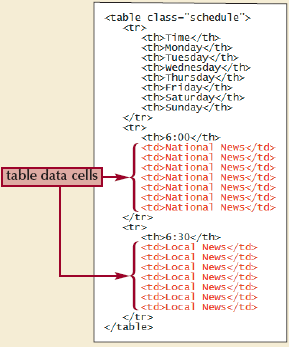 <table class="schedule">
<tr>
<th>Time</th>
<th>Monday</th>
<th>Tuesday</th>
<th>Wednesday</th>
<th>Thursday</th>
<th>Friday</th>
<th>Saturday</th>
<th>Sunday</th>
</tr>
<tr>
<th>6:00</th>
<td>National News</td>
<td>National News</td>
<td>National News</td>
<td>National News</td>
<td>National News</td>
<td>National News</td>
<td>National News</td>
</tr>
<tr>
<th>6:30</th>
<td>Local News</td>
<td>Local News</td>
<td>Local News</td>
<td>Local News</td>
<td>Local News</td>
<td>Local News</td>
<td>Local News</td>
</tr>
</table>
table data cells